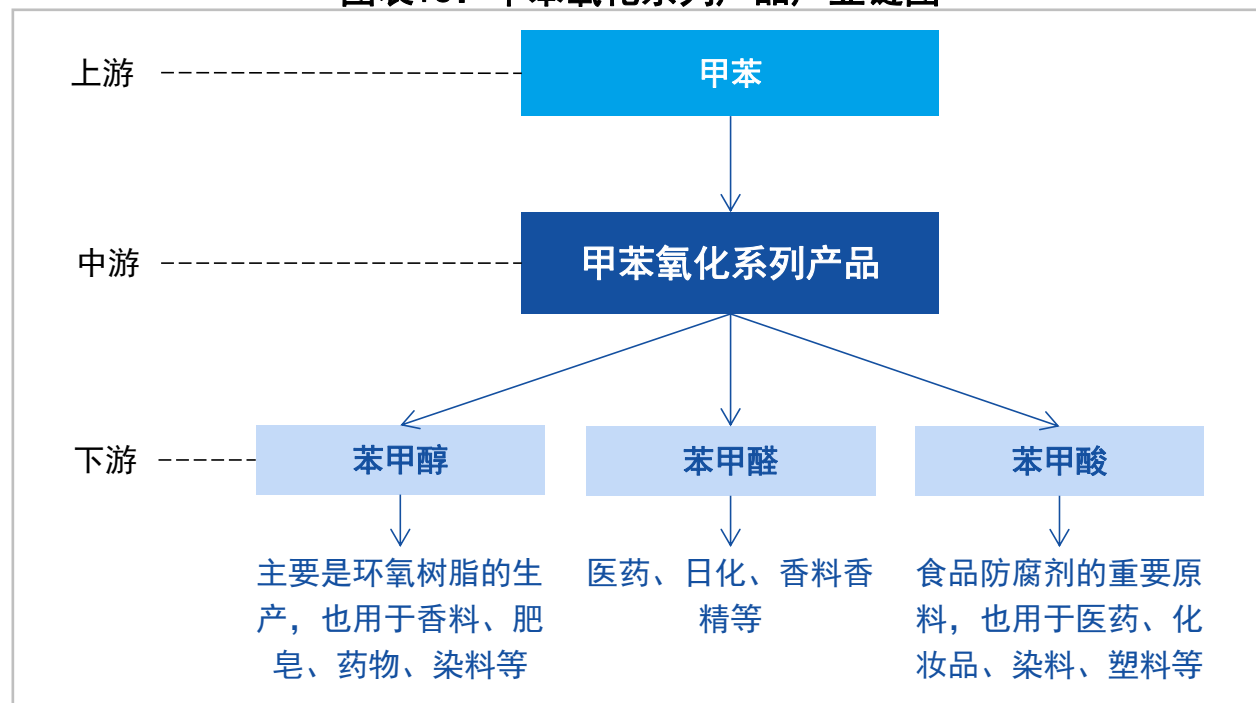 上游
甲苯
中游
甲苯氧化系列产品
下游
苯甲醇
苯甲醛
苯甲酸
主要是环氧树脂的生
产，也用于香料、肥
皂、药物、染料等
医药、日化、香料香
精等
食品防腐剂的重要原
料，也用于医药、化
妆品、染料、塑料等